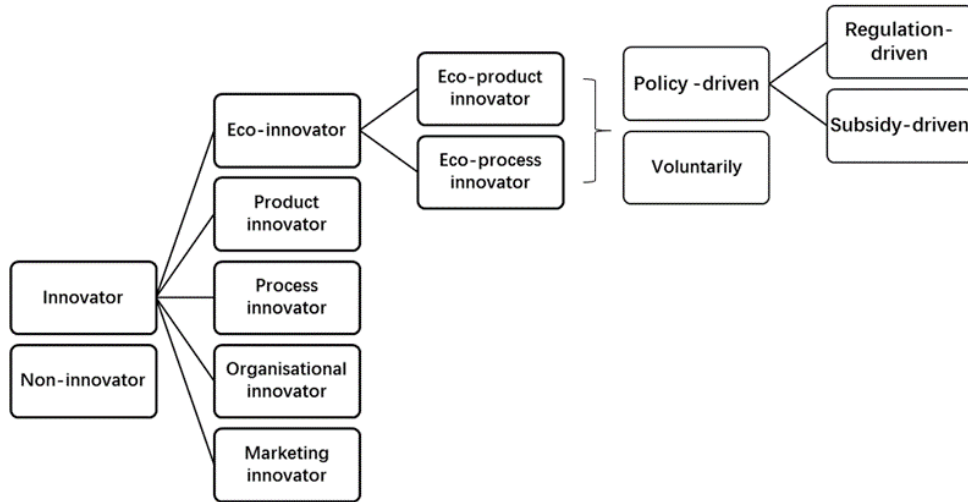 Innovator
Non-innovator
Eco-innovator
Product
innovator
Process
innovator
Organisational
innovator
Marketing
innovator
Eco-product
innovator
Eco-process
innovator
Policy -driven
Voluntarily
Regulation-
driven
Subsidy-driven